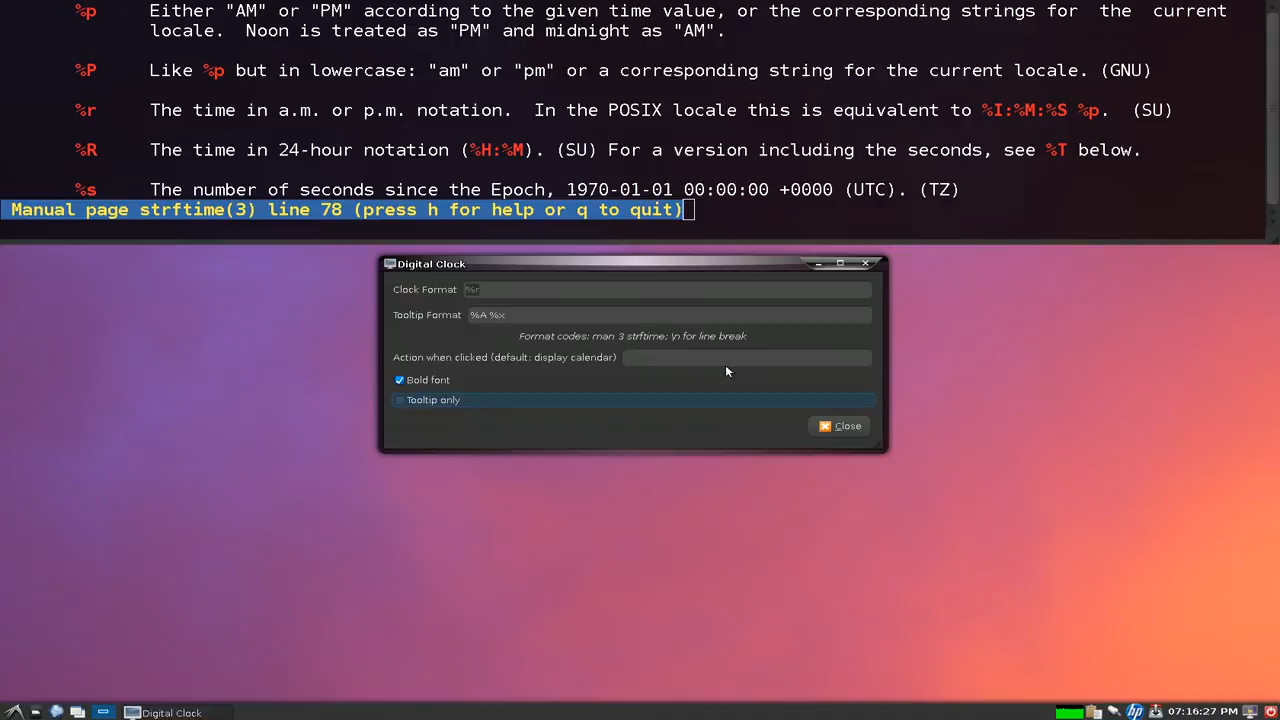 %p Either "AM" or "PM" according to the given time value, or the corresponding strings for the current
locale. Noon is treated as "PM" and midnight as "AM".
%P Like %p but in lowercase: "am" or "pm" or a corresponding string for the current locale. (GNU)
%r The time in a.m. or p.m. notation. In the POSIX locale this is equivalent to %I:%M:%S %p. (SU)
%R The time in 24-hour notation (%H:%M). (SU) For a version including the seconds, see %T below.
%s The number of seconds since the Epoch, 1970-01-01 00:00:00 +0000 (UTC). (TZ)
Manual page strftime(3) line 78 (press h for help or q to quit)
Digital Clock
Clock Format %r
Tooltip Format %A %x
Format codes: man 3 strftime; \n for line break
Action when clicked (default: display calendar)
Bold font
Tooltip only
Close
Digital Clock
hp
07:16:27 PM